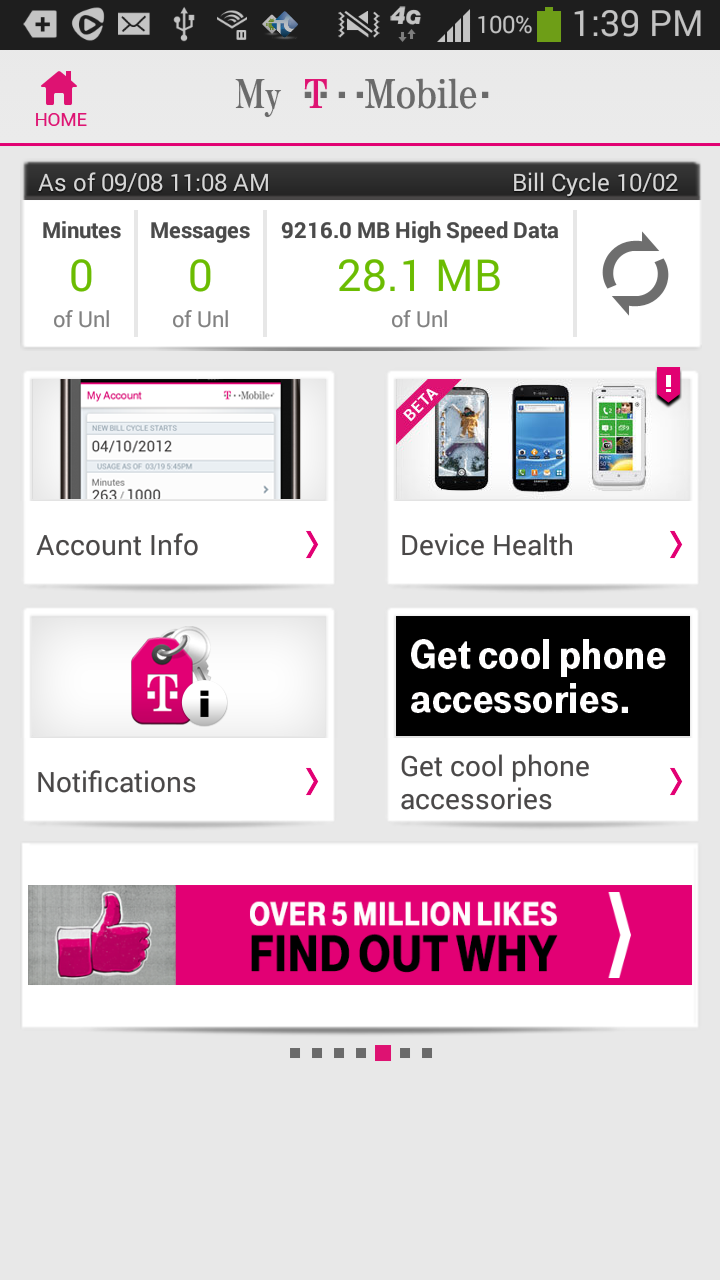 4G 100% 1:39 PM
HOME
My T··Mobile·
As of 09/08 11:08 AM Bill Cycle 10/02
Minutes Messages 9216.0 MB High Speed Data
0 0 28.1 MB
of Unl of Unl of Unl
My Account T··Mobile·
NEW BILL CYCLE STARTS
04/10/2012
USAGE AS OF 03/19 5:45PM
Minutes
263 / 1000
BETA
!
Account Info
Device Health
T i
Get cool phone
accessories.
Notifications
Get cool phone
accessories
OVER 5 MILLION LIKES
FIND OUT WHY